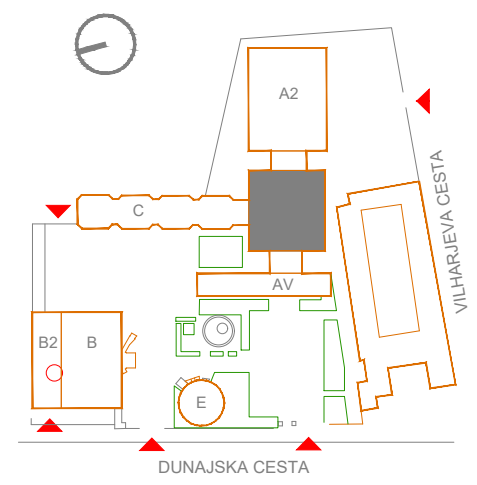 A2
C
VILHARJEVA CESTA
AV
B2
B
E
DUNAJSKA CESTA